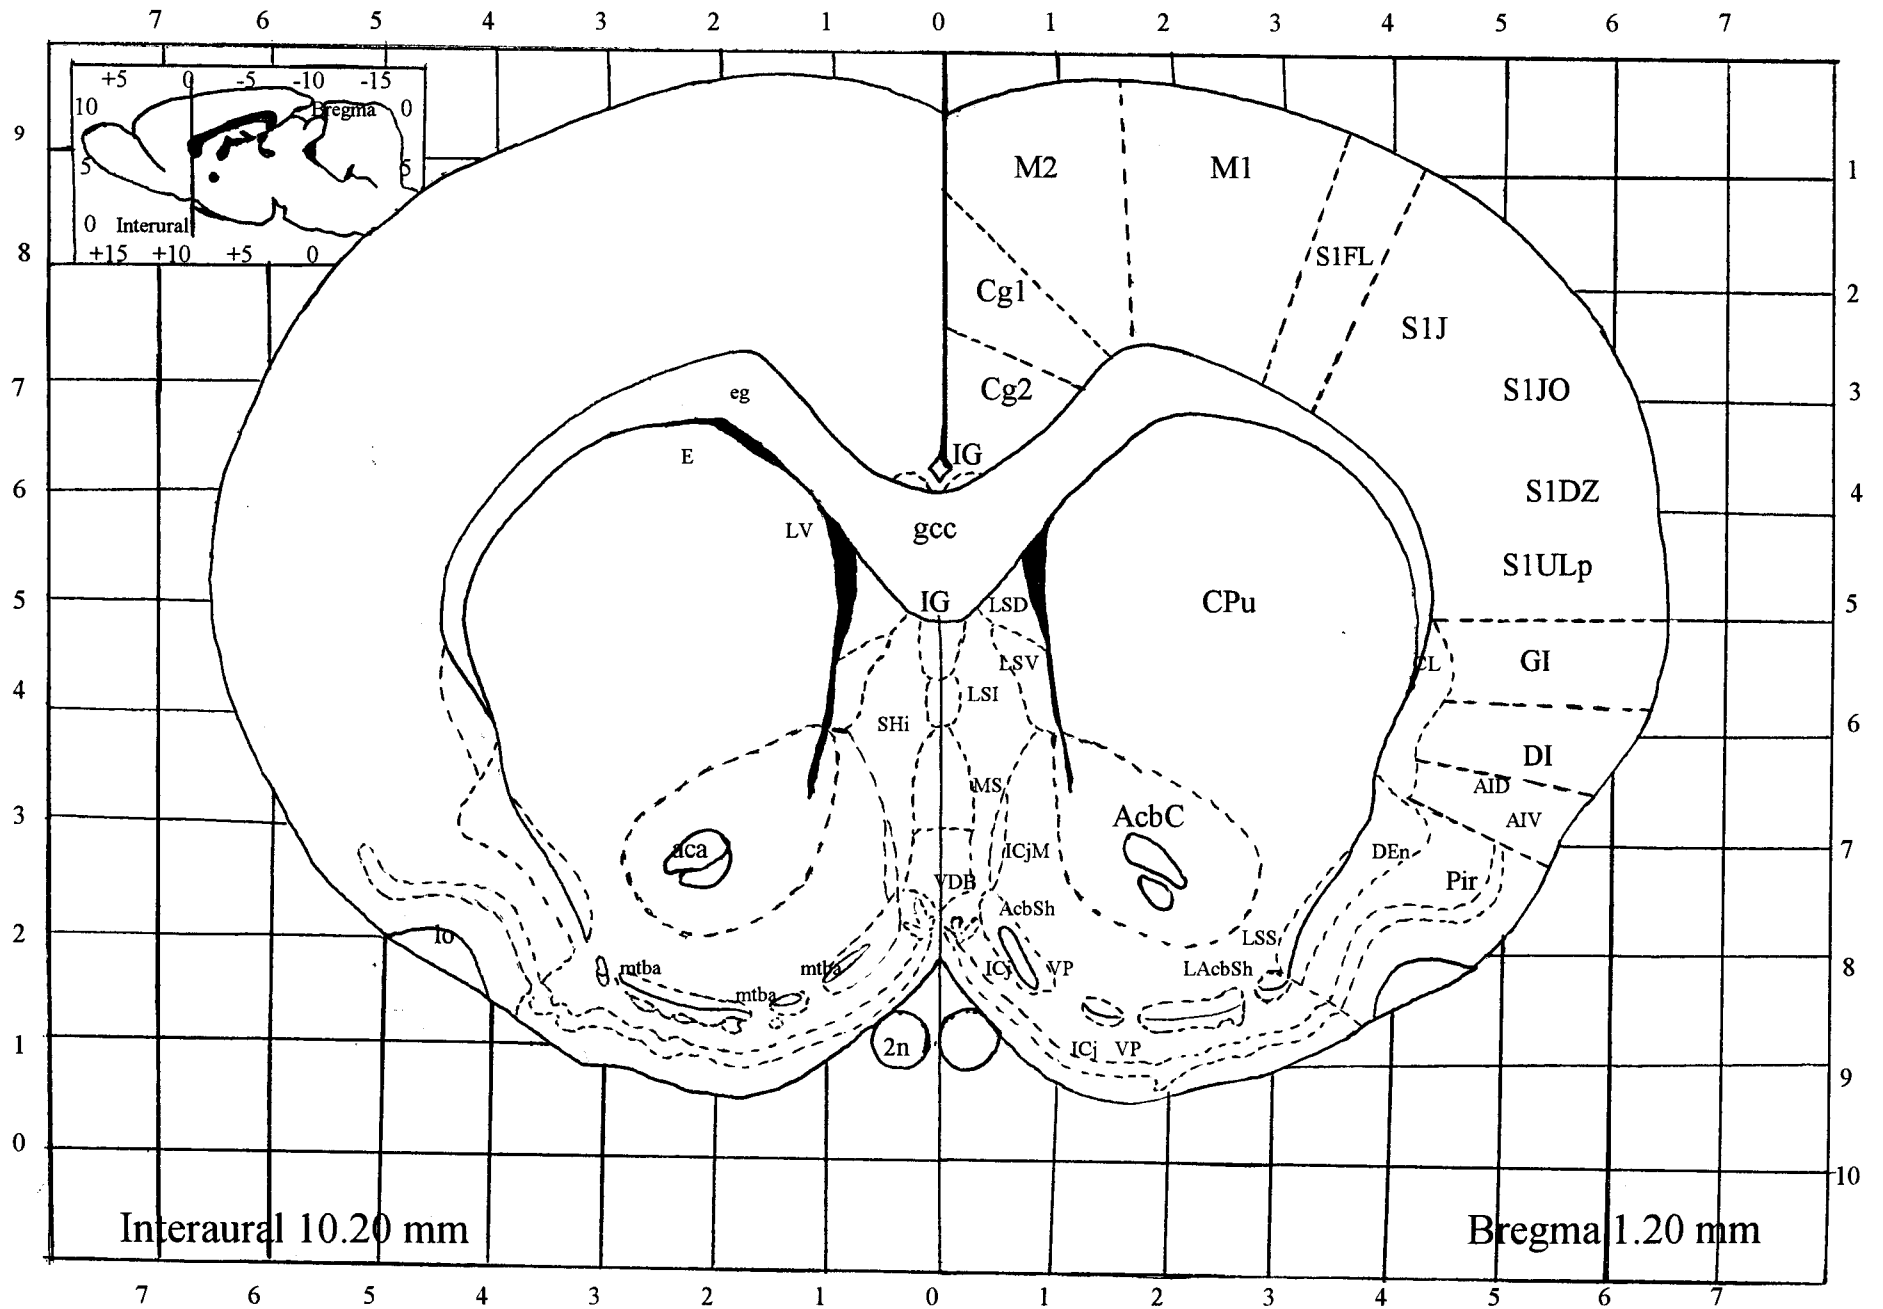 7 6 5 4 3 2 1 0 1 2 3 4 5 6 7
+5 0 -5 -10 -15
10 Bregma 0
9
M2 M1 1
5 5
0 Interural
+15 +10 +5 0
8
S1FL
Cg1 2
S1J
7 eg Cg2 S1JO 3
E IG
6 S1DZ 4
LV gcc
S1ULp
5 IG LSD CPu 5
LSV CL GI
4 LSI
SHi 6
DI
MS AID
3 AcbC AIV
aca ICjM DEn 7
VDB Pir
AcbSh
2 lo LSS
mtba mtba ICj VP LAcbSh 8
mtba
1 2n ICj VP
9
0
10
Interaural 10.20 mm Bregma 1.20 mm
7 6 5 4 3 2 1 0 1 2 3 4 5 6 7